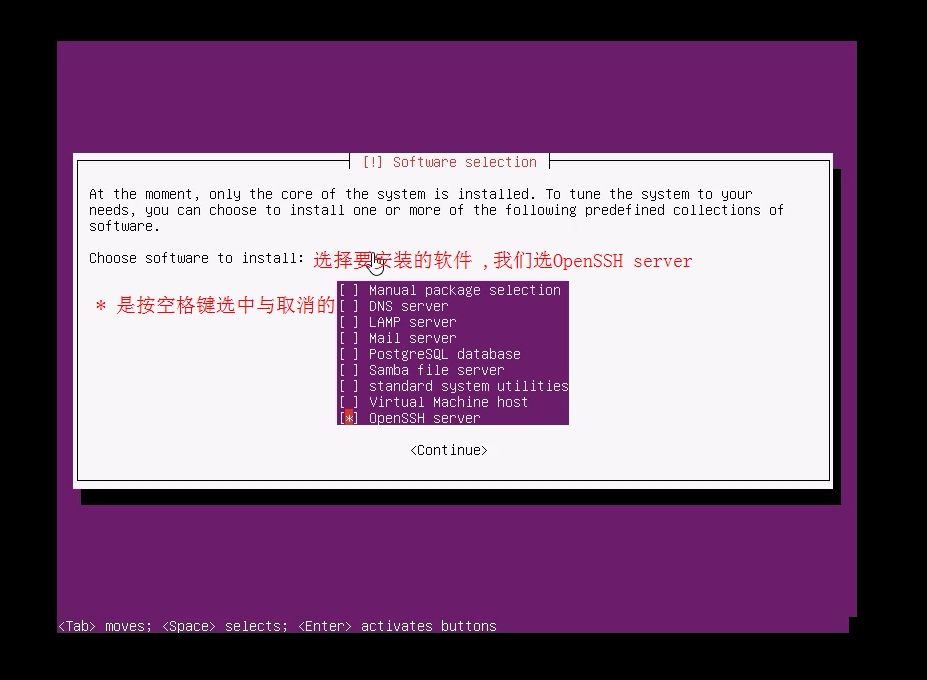 [!] Software selection
At the moment, only the core of the system is installed. To tune the system to your
needs, you can choose to install one or more of the following predefined collections of
software.
Choose software to install: 选择要安装的软件 ,我们选OpenSSH server
* 是按空格键选中与取消的
[ ] Manual package selection
[ ] DNS server
[ ] LAMP server
[ ] Mail server
[ ] PostgreSQL database
[ ] Samba file server
[ ] standard system utilities
[ ] Virtual Machine host
[*] OpenSSH server
<Continue>
<Tab> moves; <Space> selects; <Enter> activates buttons